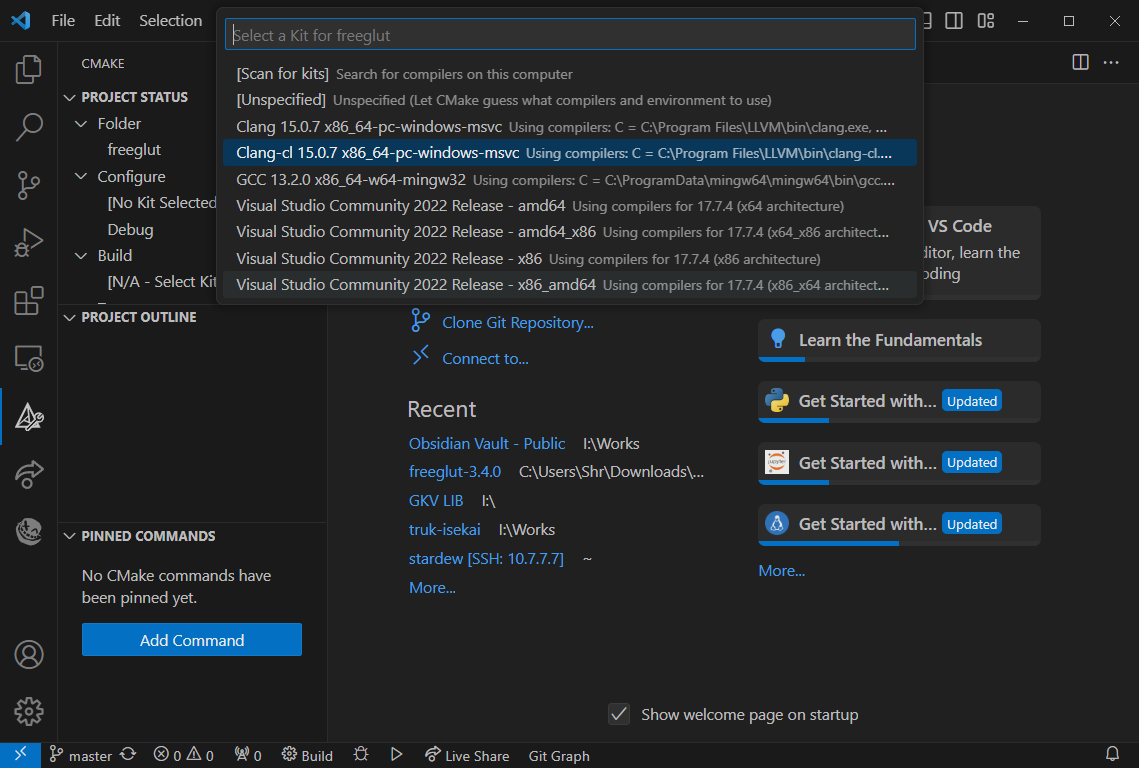 File Edit Selection
Select a Kit for freeglut
[Scan for kits] Search for compilers on this computer
[Unspecified] Unspecified (Let CMake guess what compilers and environment to use)
Clang 15.0.7 x86_64-pc-windows-msvc Using compilers: C = C:\Program Files\LLVM\bin\clang.exe, ...
Clang-cl 15.0.7 x86_64-pc-windows-msvc Using compilers: C = C:\Program Files\LLVM\bin\clang-cl....
GCC 13.2.0 x86_64-w64-mingw32 Using compilers: C = C:\ProgramData\mingw64\mingw64\bin\gcc....
Visual Studio Community 2022 Release - amd64 Using compilers for 17.7.4 (x64 architecture)
Visual Studio Community 2022 Release - amd64_x86 Using compilers for 17.7.4 (x64_x86 architect...
Visual Studio Community 2022 Release - x86 Using compilers for 17.7.4 (x86 architecture)
Visual Studio Community 2022 Release - x86_amd64 Using compilers for 17.7.4 (x86_x64 architect...
CMAKE
PROJECT STATUS
Folder
freeglut
Configure
[No Kit Selected
Debug
Build
[N/A - Select Kit
PROJECT OUTLINE
PINNED COMMANDS
No CMake commands have
been pinned yet.
Add Command
Clone Git Repository...
Connect to...
Recent
Obsidian Vault - Public I:\Works
freeglut-3.4.0 C:\Users\Shr\Downloads\...
GKV LIB I:\
truk-isekai I:\Works
stardew [SSH: 10.7.7.7] ~
More...
VS Code
ditor, learn the
oding
Learn the Fundamentals
Get Started with... Updated
Get Started with... Updated
Get Started with... Updated
More...
Show welcome page on startup
master 0 0 0 Build Live Share Git Graph